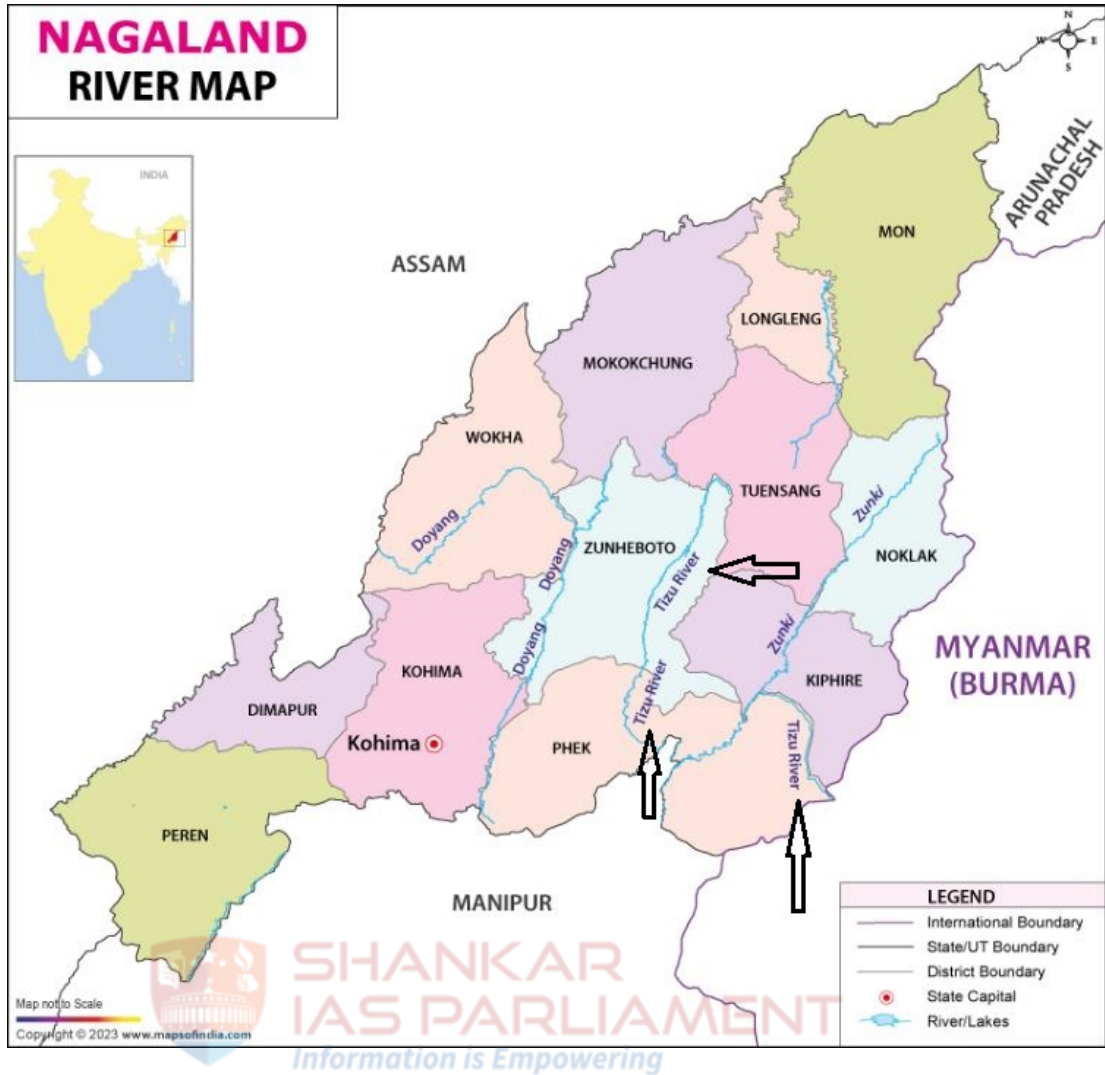 NAGALAND
RIVER MAP
N
W
E
S
INDIA
ARUNACHAL
PRADESH
MON
ASSAM
LONGLENG
MOKOKCHUNG
WOKHA
TUENSANG
Zunki
Doyang
Doyang
ZUNHEBOTO
NOKLAK
Tizu River
Doyang
Zunki
MYANMAR
(BURMA)
KOHIMA
KIPHIRE
DIMAPUR
Tizu River
Kohima
PHEK
Tizu River
PEREN
MANIPUR
LEGEND
International Boundary
State/UT Boundary
District Boundary
State Capital
River/Lakes
SHANKAR
IAS PARLIAMENT
Information is Empowering
Map not to Scale
Copyright © 2023 www.mapsofindia.com